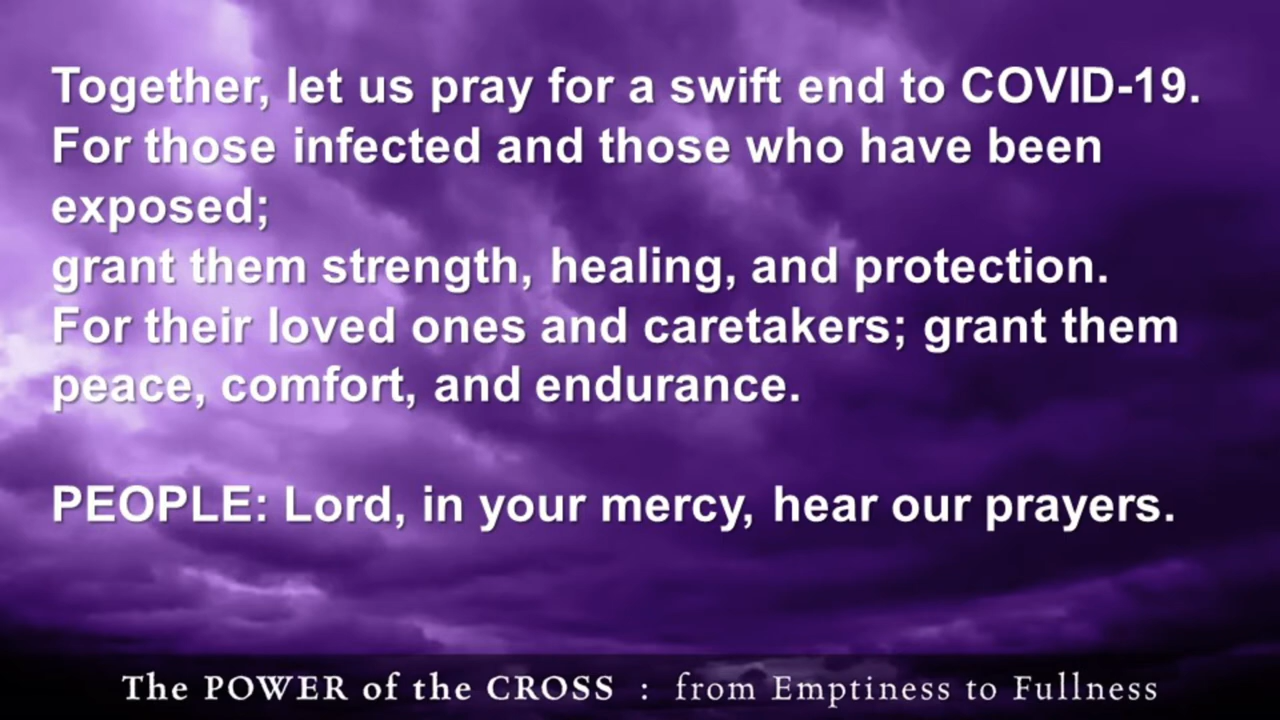 Together, let us pray for a swift end to COVID-19.
For those infected and those who have been
exposed;
grant them strength, healing, and protection.
For their loved ones and caretakers; grant them
peace, comfort, and endurance.
PEOPLE: Lord, in your mercy, hear our prayers.
The POWER of the CROSS : from Emptiness to Fullness